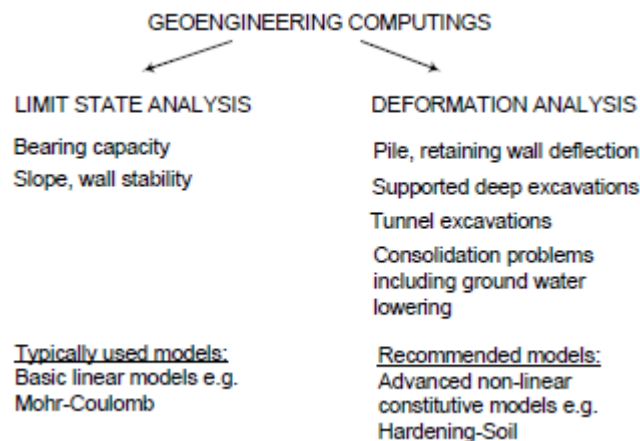 GEOENGINEERING COMPUTINGS
LIMIT STATE ANALYSIS
Bearing capacity
Slope, wall stability
Typically used models:
Basic linear models e.g.
Mohr-Coulomb
DEFORMATION ANALYSIS
Pile, retaining wall deflection
Supported deep excavations
Tunnel excavations
Consolidation problems
including ground water
lowering
Recommended models:
Advanced non-linear
constitutive models e.g.
Hardening-Soil